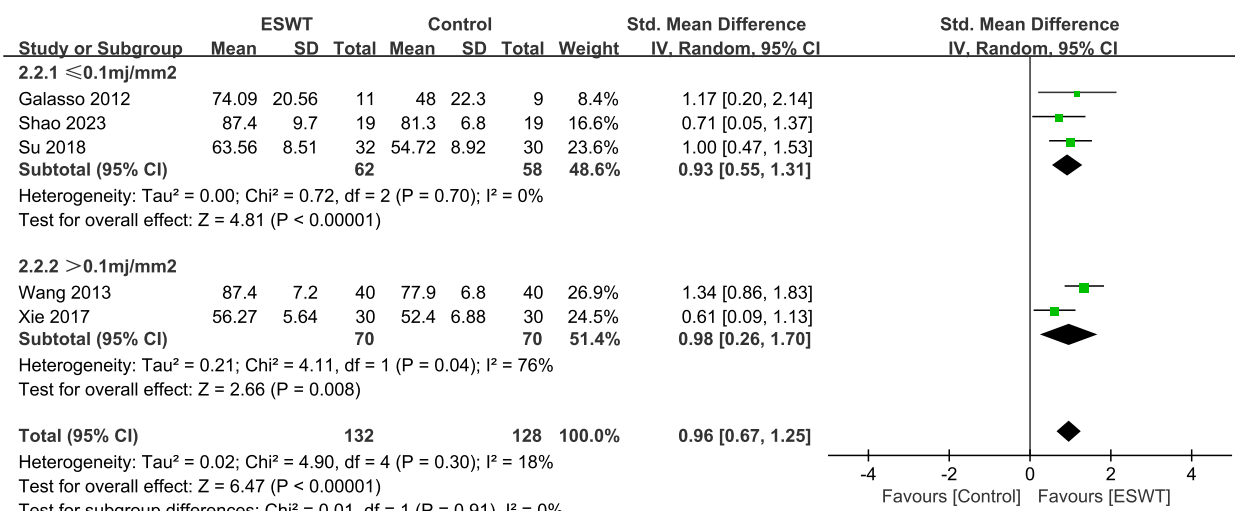 ESWT Control Std. Mean Difference Std. Mean Difference
Study or Subgroup Mean SD Total Mean SD Total Weight IV, Random, 95% CI IV, Random, 95% CI
2.2.1 ≤0.1mj/mm2
Galasso 2012 74.09 20.56 11 48 22.3 9 8.4% 1.17 [0.20, 2.14]
Shao 2023 87.4 9.7 19 81.3 6.8 19 16.6% 0.71 [0.05, 1.37]
Su 2018 63.56 8.51 32 54.72 8.92 30 23.6% 1.00 [0.47, 1.53]
Subtotal (95% CI) 62 58 48.6% 0.93 [0.55, 1.31]
Heterogeneity: Tau² = 0.00; Chi² = 0.72, df = 2 (P = 0.70); I² = 0%
Test for overall effect: Z = 4.81 (P < 0.00001)
2.2.2 >0.1mj/mm2
Wang 2013 87.4 7.2 40 77.9 6.8 40 26.9% 1.34 [0.86, 1.83]
Xie 2017 56.27 5.64 30 52.4 6.88 30 24.5% 0.61 [0.09, 1.13]
Subtotal (95% CI) 70 70 51.4% 0.98 [0.26, 1.70]
Heterogeneity: Tau² = 0.21; Chi² = 4.11, df = 1 (P = 0.04); I² = 76%
Test for overall effect: Z = 2.66 (P = 0.008)
Total (95% CI) 132 128 100.0% 0.96 [0.67, 1.25]
Heterogeneity: Tau² = 0.02; Chi² = 4.90, df = 4 (P = 0.30); I² = 18%
Test for overall effect: Z = 6.47 (P < 0.00001)
Test for subgroup differences: Chi² = 0.01, df = 1 (P = 0.91), I² = 0%
-4 -2 0 2 4
Favours [Control] Favours [ESWT]